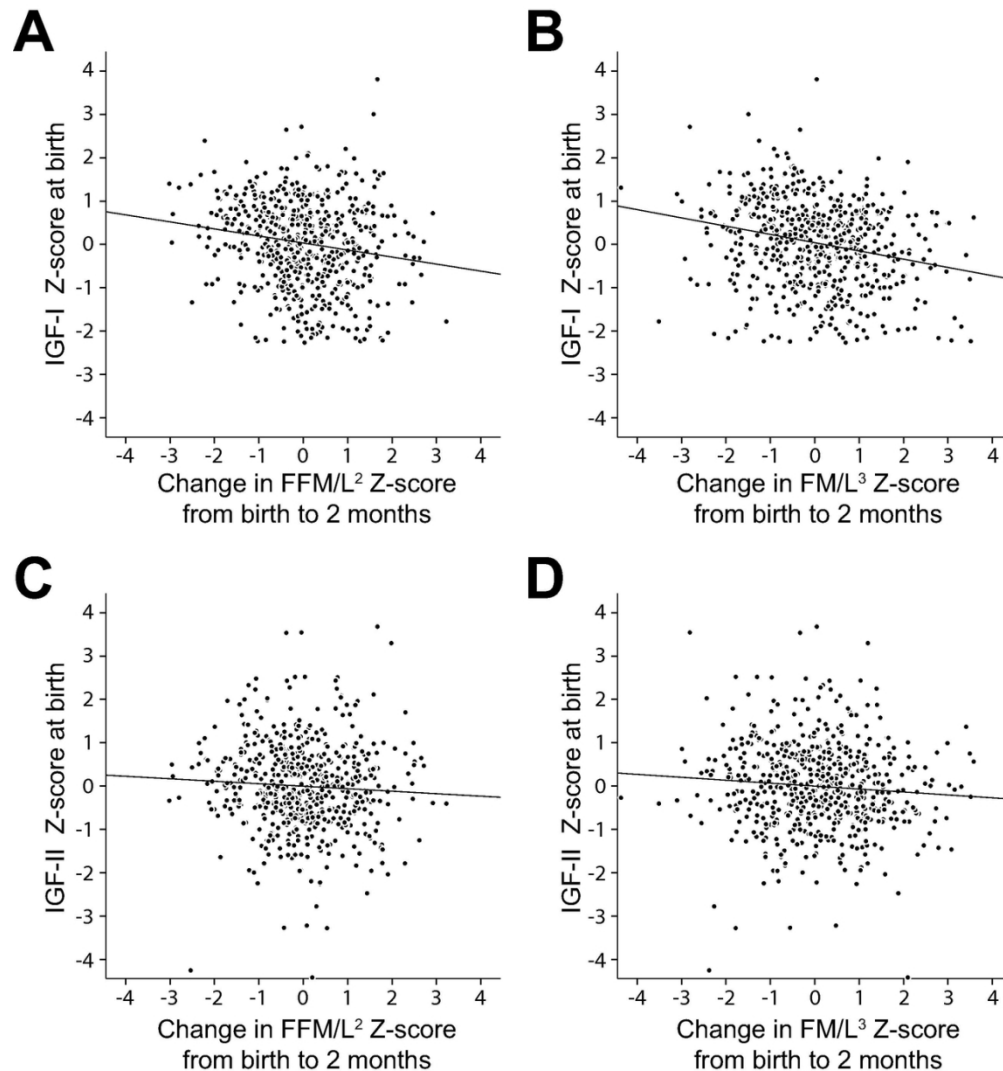 A
B
4
3
2
1
0
-1
-2
-3
-4
IGF-I Z-score at birth
-4 -3 -2 -1 0 1 2 3 4
Change in FFM/L² Z-score
from birth to 2 months
4
3
2
1
0
-1
-2
-3
-4
IGF-I Z-score at birth
-4 -3 -2 -1 0 1 2 3 4
Change in FM/L³ Z-score
from birth to 2 months
C
D
4
3
2
1
0
-1
-2
-3
-4
IGF-II Z-score at birth
-4 -3 -2 -1 0 1 2 3 4
Change in FFM/L² Z-score
from birth to 2 months
4
3
2
1
0
-1
-2
-3
-4
IGF-II Z-score at birth
-4 -3 -2 -1 0 1 2 3 4
Change in FM/L³ Z-score
from birth to 2 months